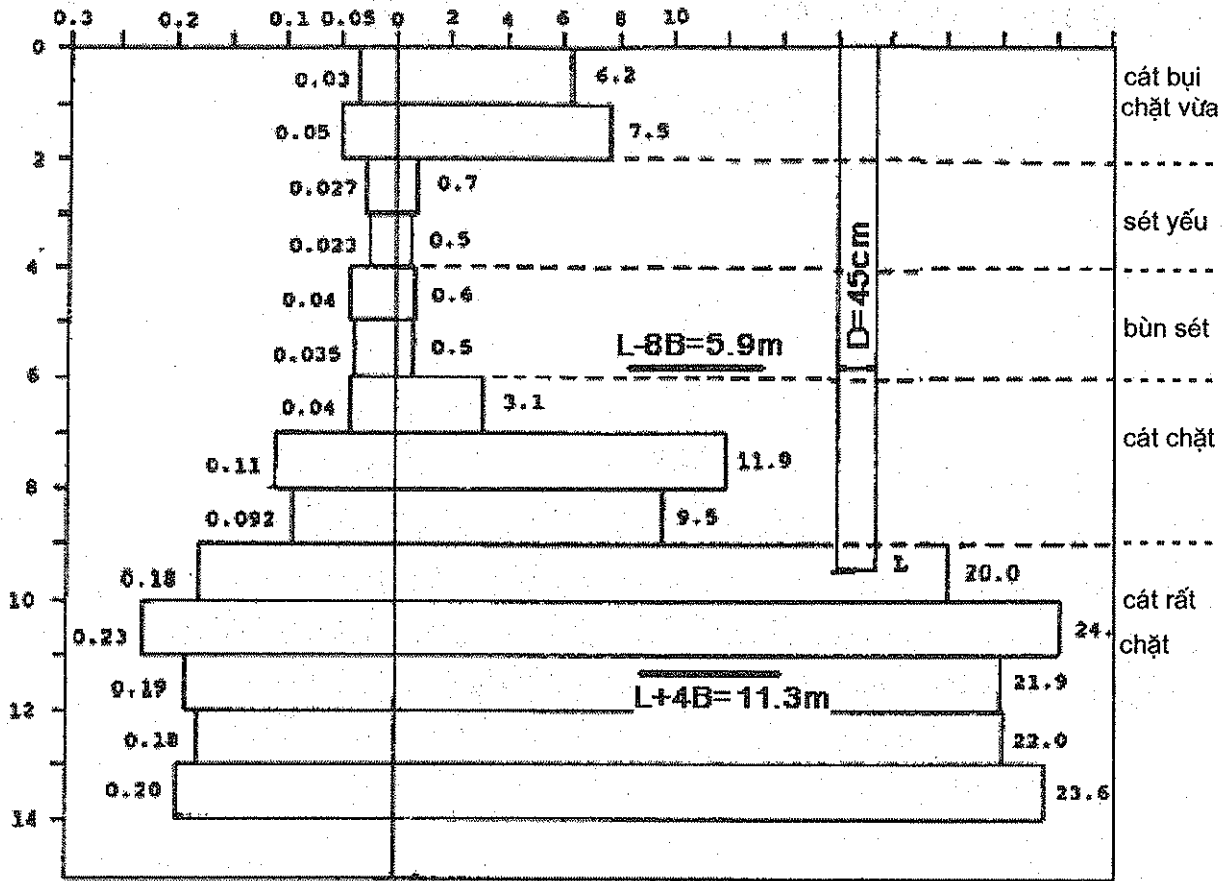 0.3 0.2 0.1 0.05 0 2 4 6 8 10
0
0.03 6.2
cát bụi
chặt vừa
0.05 7.5
2
0.027 0.7
sét yếu
0.023 0.5
4
D=45cm
0.04 0.6
bùn sét
0.035 0.5
L-8B=5.9m
6
0.04 3.1
cát chặt
0.11 11.9
8
0.092 9.5
0.18 L 20.0
10
cát rất
chặt
0.23 24.
0.19 21.9
L+4B=11.3m
12
0.18 22.0
0.20 23.6
14